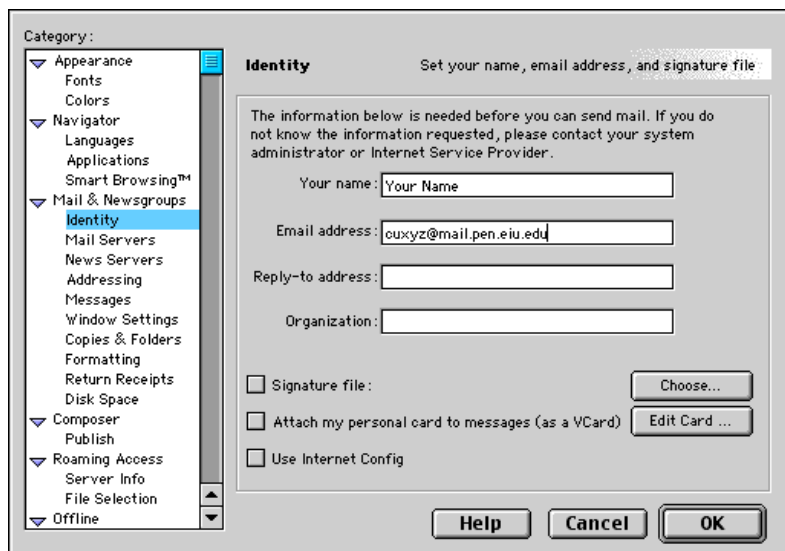 Category:
Appearance
Fonts
Colors
Navigator
Languages
Applications
Smart Browsing™
Mail & Newsgroups
Identity
Mail Servers
News Servers
Addressing
Messages
Window Settings
Copies & Folders
Formatting
Return Receipts
Disk Space
Composer
Publish
Roaming Access
Server Info
File Selection
Offline
Identity Set your name, email address, and signature file
The information below is needed before you can send mail. If you do
not know the information requested, please contact your system
administrator or Internet Service Provider.
Your name: Your Name
Email address: cuxyz@mail.pen.eiu.edu
Reply-to address:
Organization:
Signature file: Choose...
Attach my personal card to messages (as a VCard) Edit Card ...
Use Internet Config
Help Cancel OK